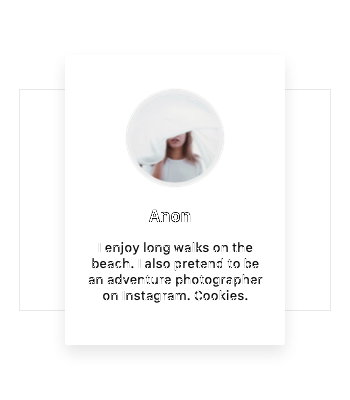 Anon
I enjoy long walks on the
beach. I also pretend to be
an adventure photographer
on Instagram. Cookies.